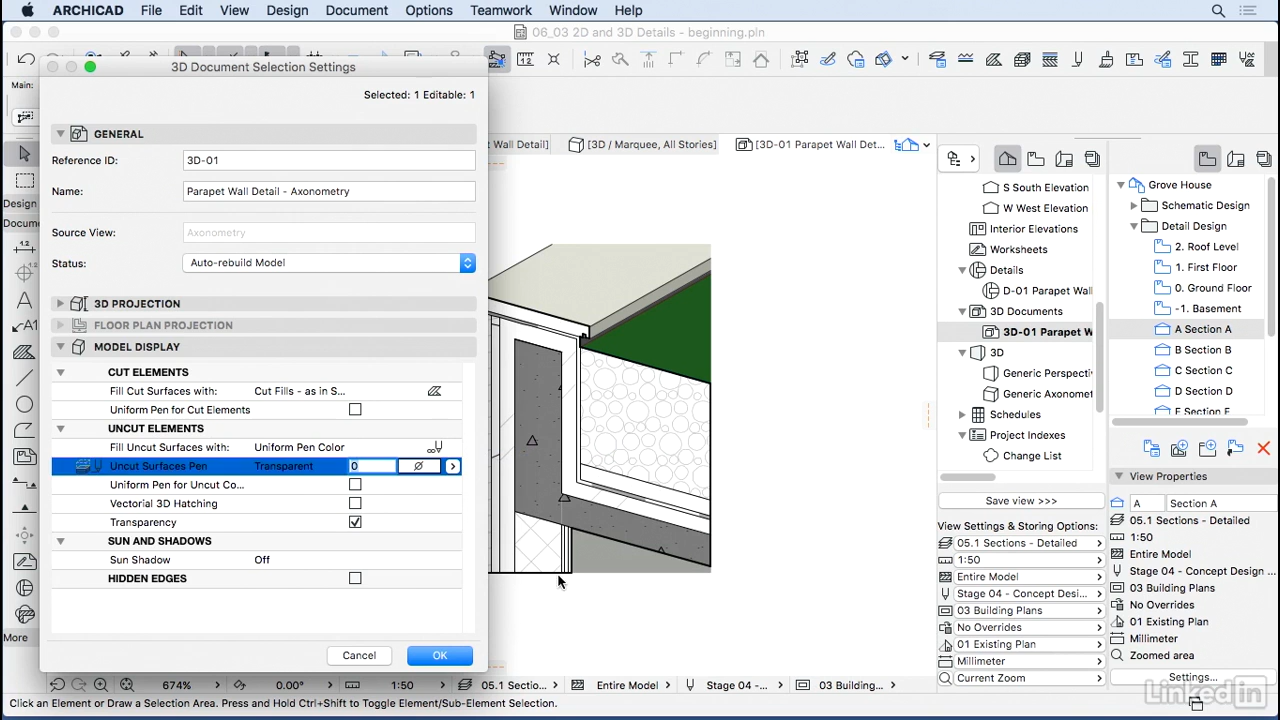 ARCHICAD File Edit View Design Document Options Teamwork Window Help
06_03 2D and 3D Details - beginning.pln
3D Document Selection Settings
Main:
Selected: 1 Editable: 1
GENERAL
Reference ID: 3D-01
Name: Parapet Wall Detail - Axonometry
Source View: Axonometry
Status: Auto-rebuild Model
3D PROJECTION
FLOOR PLAN PROJECTION
MODEL DISPLAY
CUT ELEMENTS
Fill Cut Surfaces with: Cut Fills - as in S...
Uniform Pen for Cut Elements
UNCUT ELEMENTS
Fill Uncut Surfaces with: Uniform Pen Color
Uncut Surfaces Pen Transparent 0
Uniform Pen for Uncut Co...
Vectorial 3D Hatching
Transparency
SUN AND SHADOWS
Sun Shadow Off
HIDDEN EDGES
Cancel OK
Design
Docume
A1
More
t Wall Detail] [3D / Marquee, All Stories] [3D-01 Parapet Wall Det...
S South Elevation
W West Elevation
Interior Elevations
Worksheets
Details
D-01 Parapet Wal
3D Documents
3D-01 Parapet W
3D
Generic Perspecti
Generic Axonomet
Schedules
Project Indexes
Change List
Save view >>>
View Settings & Storing Options:
05.1 Sections - Detailed
1:50
Entire Model
Stage 04 - Concept Desi...
03 Building Plans
No Overrides
01 Existing Plan
Millimeter
Current Zoom
Grove House
Schematic Design
Detail Design
2. Roof Level
1. First Floor
0. Ground Floor
-1. Basement
A Section A
B Section B
C Section C
D Section D
E Section E
View Properties
A Section A
05.1 Sections - Detailed
1:50
Entire Model
Stage 04 - Concept Design ...
03 Building Plans
No Overrides
01 Existing Plan
Millimeter
Zoomed area
Settings...
674% 0.00° 1:50 05.1 Sectio... Entire Model Stage 04 -... 03 Building...
Click an Element or Draw a Selection Area. Press and Hold Ctrl+Shift to Toggle Element/Sub-Element Selection.
Linked in